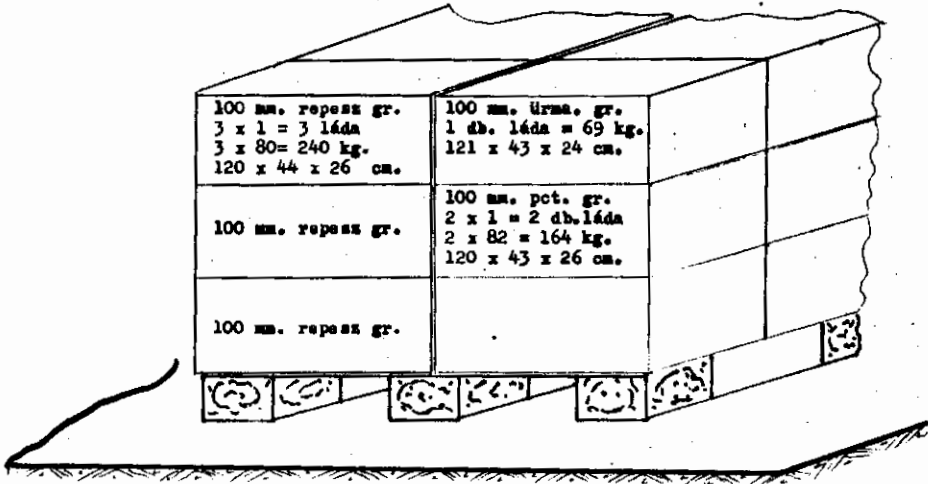 100 mm. repesz gr.
3 x 1 = 3 láda
3 x 80= 240 kg.
120 x 44 x 26 cm.
100 mm. repesz gr.
100 mm. repesz gr.
100 mm. ürma. gr.
1 db. láda = 69 kg.
121 x 43 x 24 cm.
100 mm. pct. gr.
2 x 1 = 2 db.láda
2 x 82 = 164 kg.
120 x 43 x 26 cm.